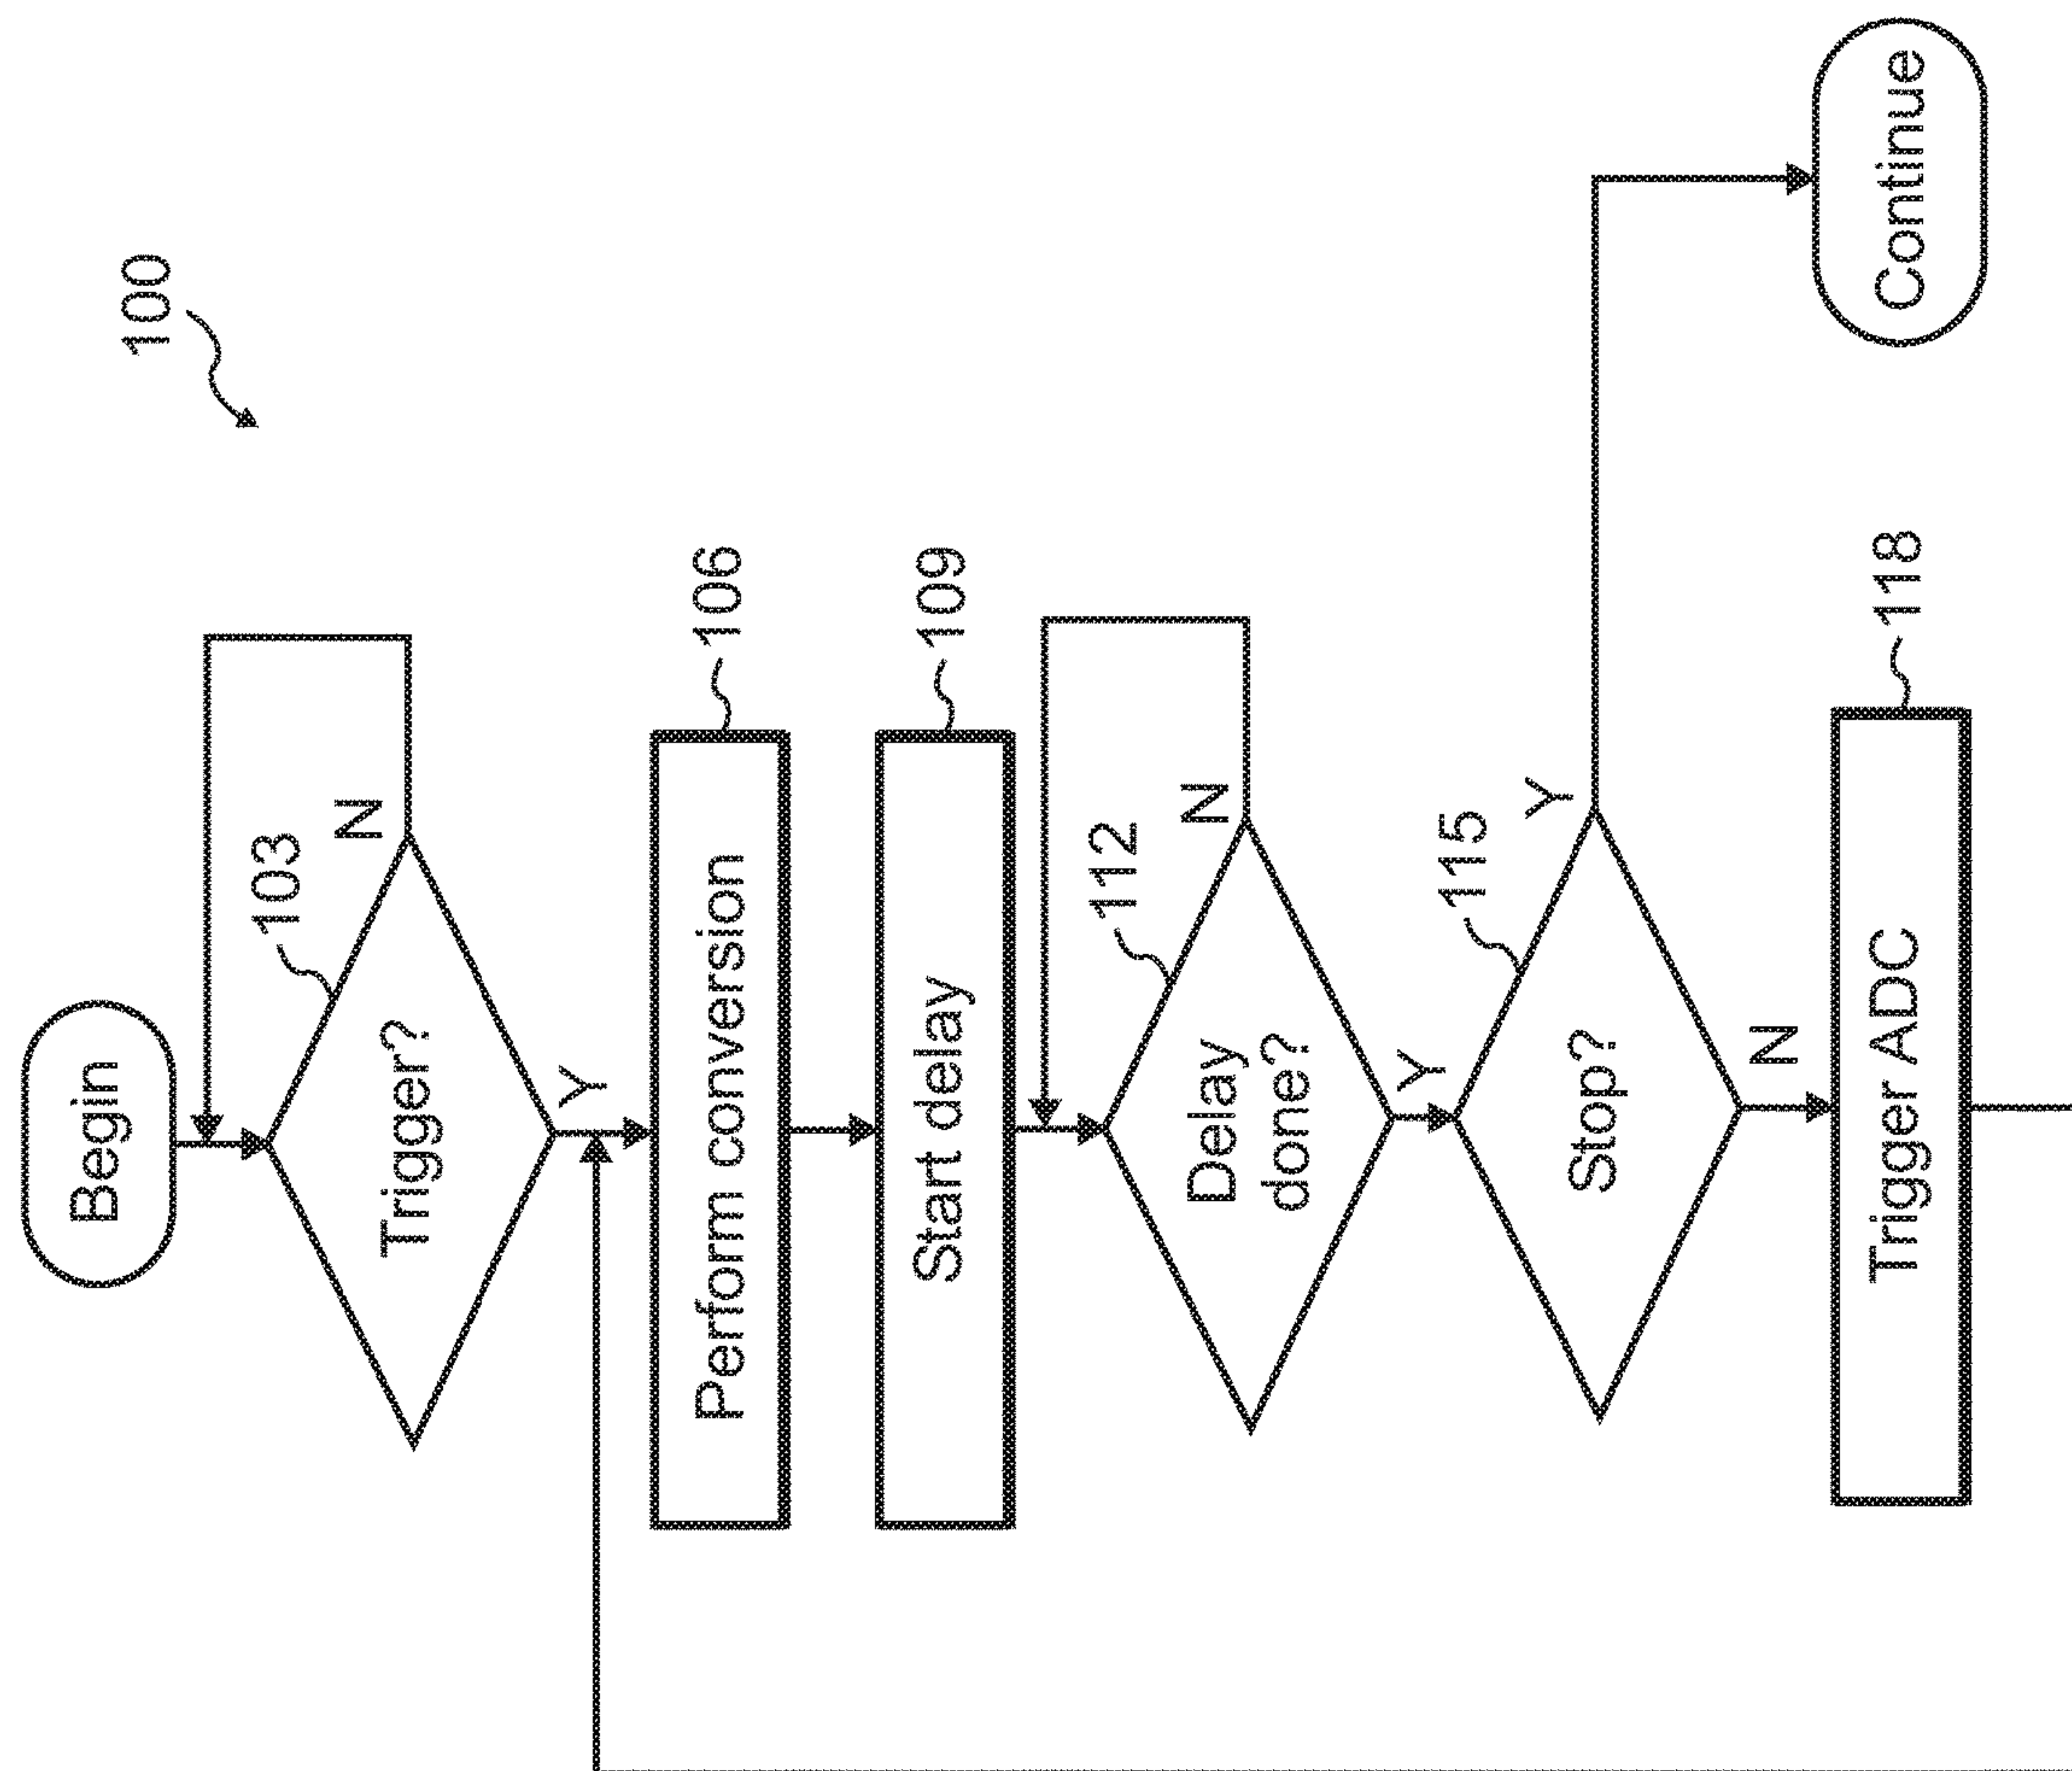 100
Begin
103
Trigger?
N
Y
106
Perform conversion
109
Start delay
112
Delay
done?
N
Y
115
Stop?
Y
N
118
Trigger ADC
Continue